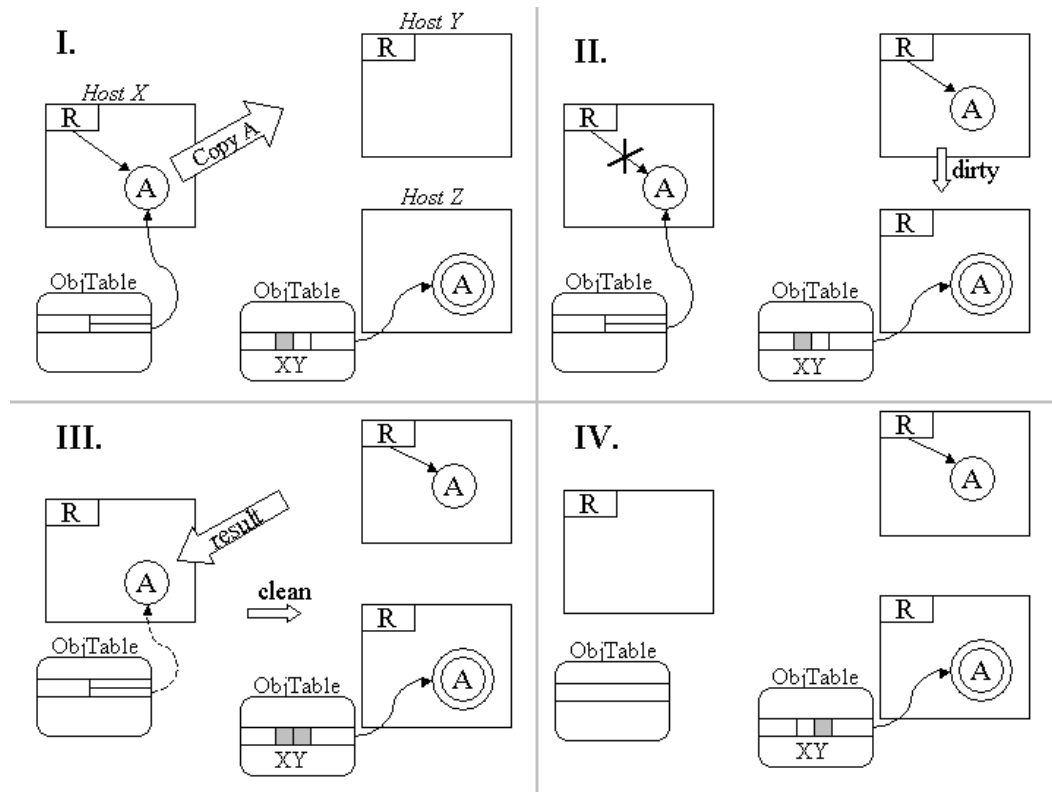 I.
Host X
R
A
Copy A
Host Y
R
Host Z
A
ObjTable
ObjTable
XY
II.
R
A
R
A
dirty
R
A
ObjTable
ObjTable
XY
III.
R
A
result
R
A
clean
R
A
ObjTable
ObjTable
XY
IV.
R
R
A
R
A
ObjTable
ObjTable
XY